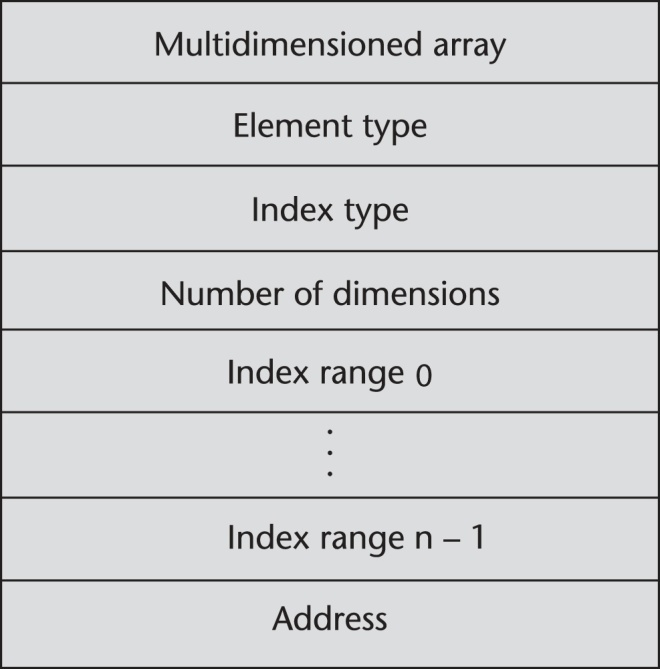 Multidimensioned array
Element type
Index type
Number of dimensions
Index range 0
⋮
Index range n – 1
Address